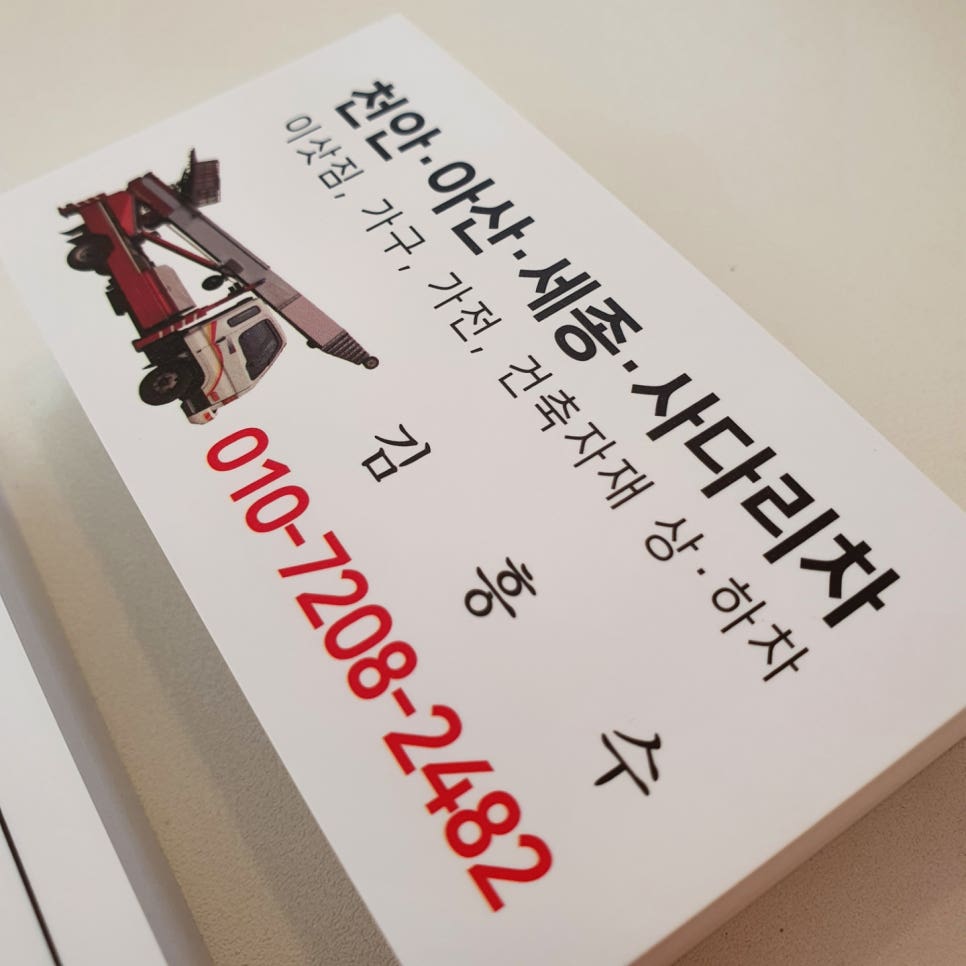 천안·아산·세종·사다리차
이삿짐, 가구, 가전, 건축자재 상·하차
김 흥 수
010-7208-2482